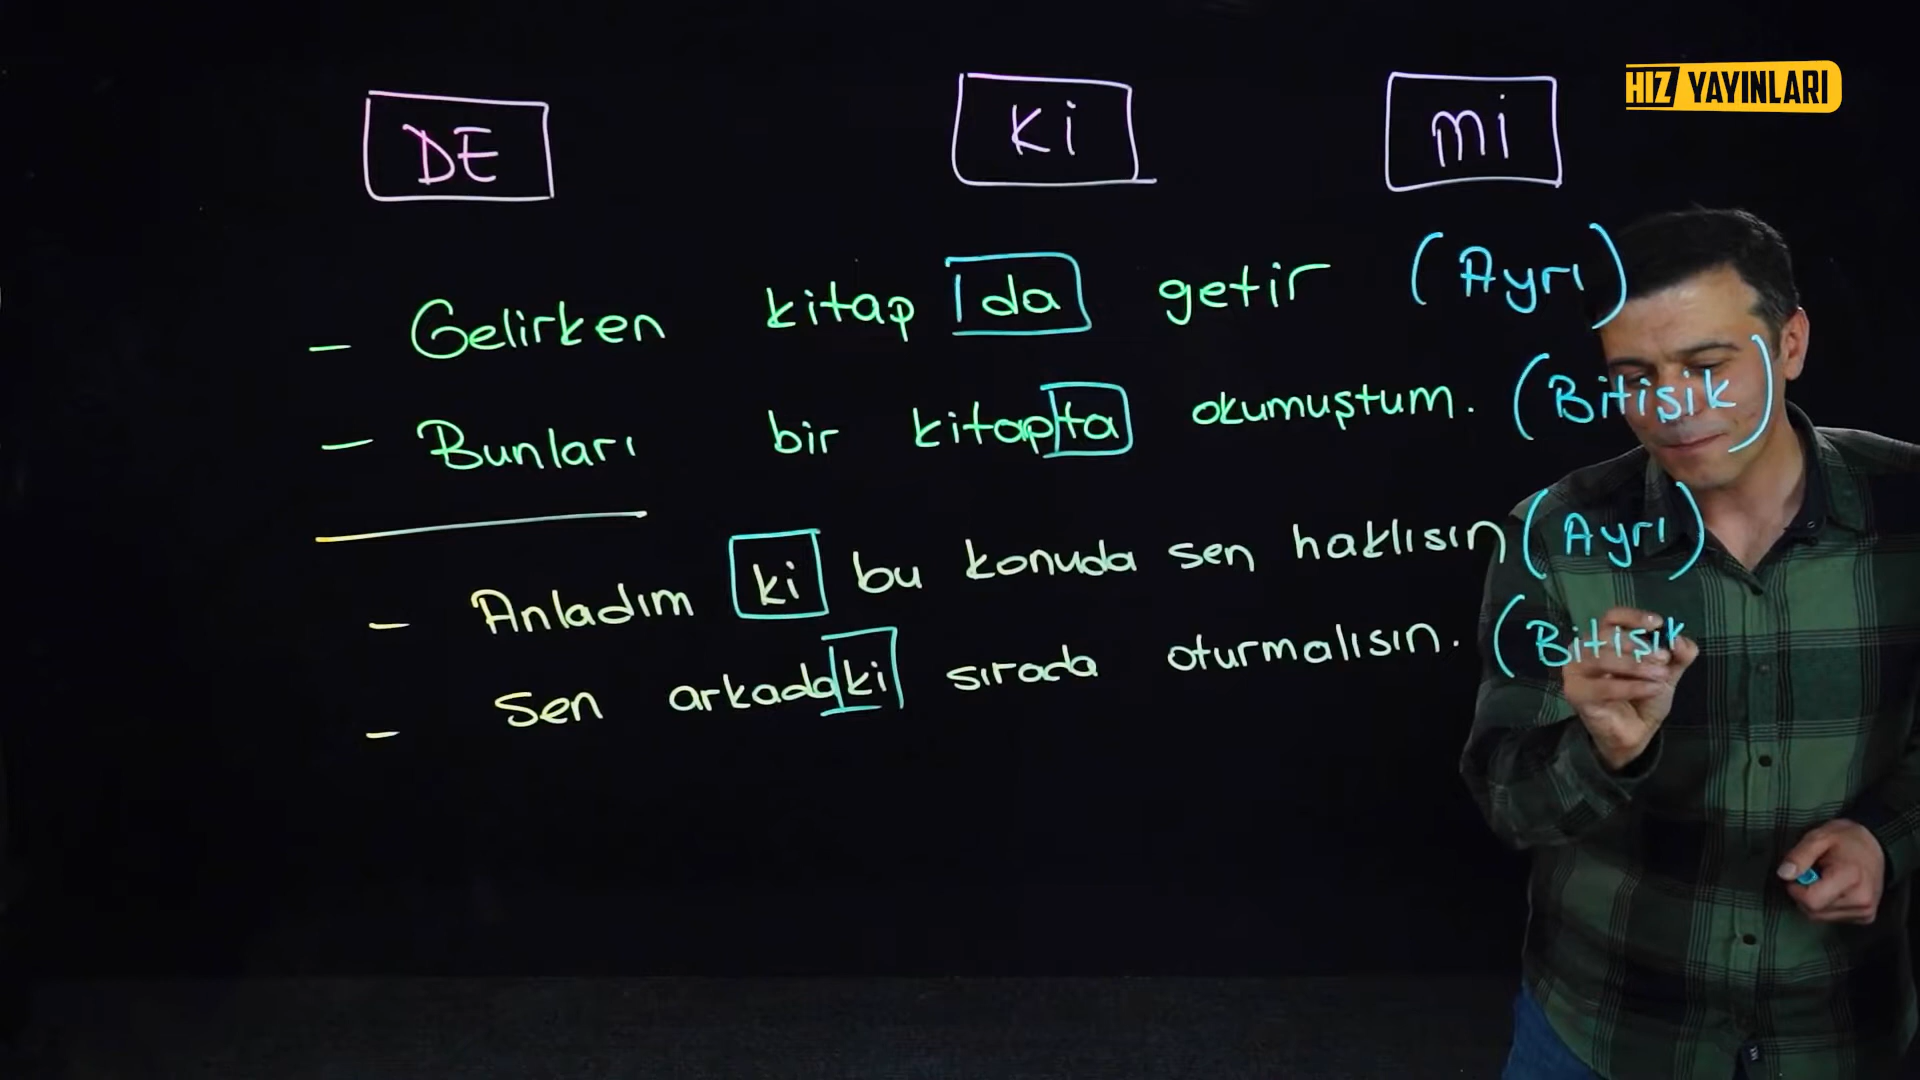 DE Ki mi
HIZ YAYINLARI
- Gelirken kitap da getir (Ayrı)
- Bunları bir kitapta okumuştum. (Bitişik)
- Anladım ki bu konuda sen haklısın (Ayrı)
- Sen arkadaki sırada oturmalısın. (Bitişik